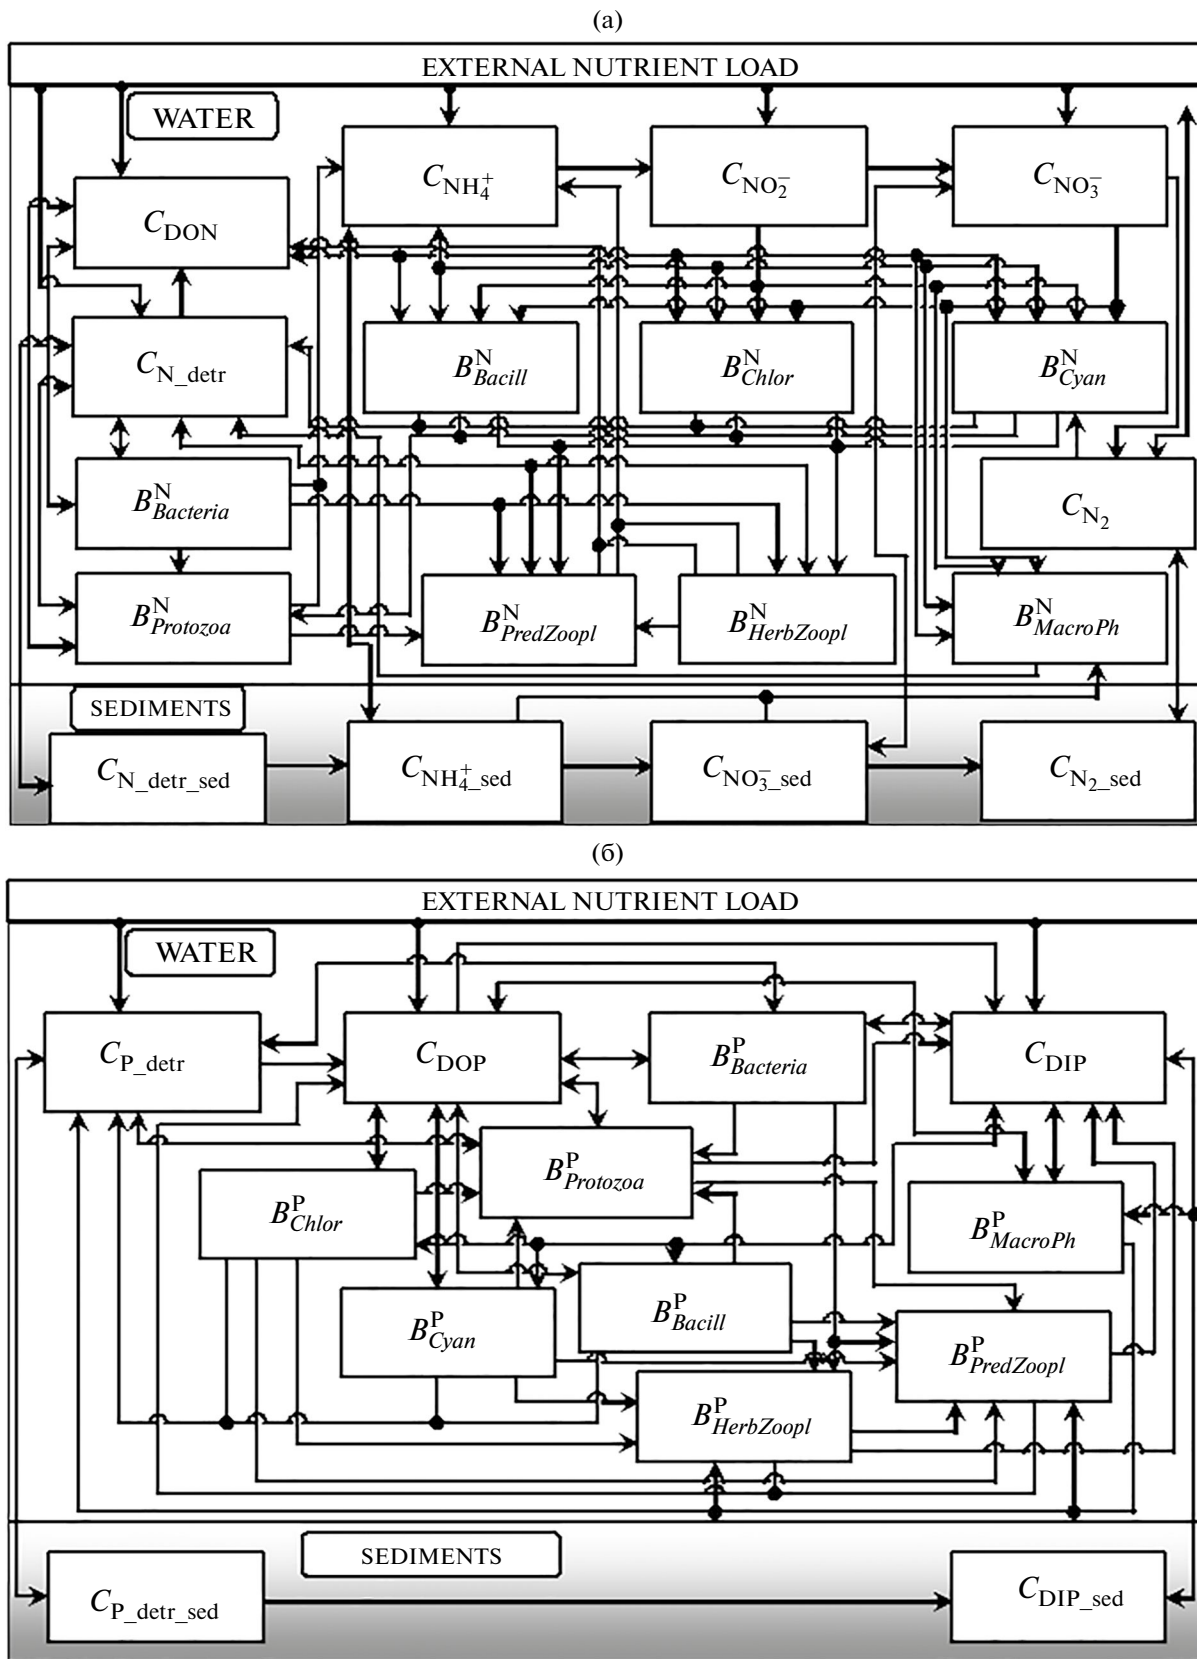 (а)
EXTERNAL NUTRIENT LOAD
WATER
C_NH₄⁺
C_NO₂⁻
C_NO₃⁻
C_DON
C_N_detr
B^N_Bacill
B^N_Chlor
B^N_Cyan
B^N_Bacteria
C_N₂
B^N_Protozoa
B^N_PredZoopl
B^N_HerbZoopl
B^N_MacroPh
SEDIMENTS
C_N_detr_sed
C_NH₄⁺_sed
C_NO₃⁻_sed
C_N₂_sed
(б)
EXTERNAL NUTRIENT LOAD
WATER
C_P_detr
C_DOP
B^P_Bacteria
C_DIP
B^P_Protozoa
B^P_Chlor
B^P_MacroPh
B^P_Cyan
B^P_Bacill
B^P_PredZoopl
B^P_HerbZoopl
SEDIMENTS
C_P_detr_sed
C_DIP_sed